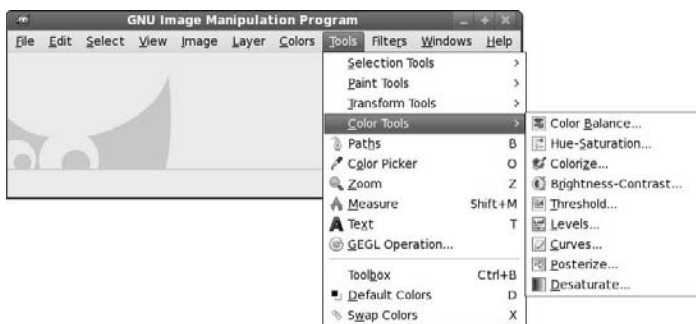 GNU Image Manipulation Program
File Edit Select View Image Layer Colors Tools Filters Windows Help
Selection Tools >
Paint Tools >
Transform Tools >
Color Tools >
Paths B
Color Picker O
Zoom Z
Measure Shift+M
Text T
GEGL Operation...
Toolbox Ctrl+B
Default Colors D
Swap Colors X
Color Balance...
Hue-Saturation...
Colorize...
Brightness-Contrast...
Threshold...
Levels...
Curves...
Posterize...
Desaturate...